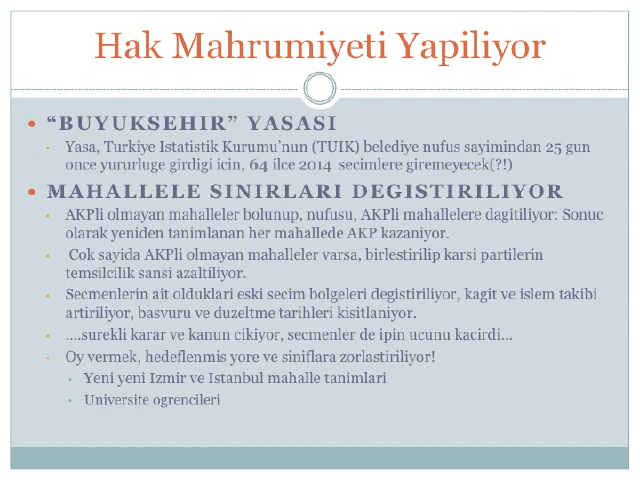 Hak Mahrumiyeti Yapiliyor
• "BUYUKSEHIR" YASASI
• Yasa, Turkiye Istatistik Kurumu'nun (TUIK) belediye nufus sayimindan 25 gun
once yururluge girdigi icin, 64 ilce 2014 secimlere giremeyecek(?!)
• MAHALLELE SINIRLARI DEGISTIRILIYOR
• AKPli olmayan mahalleler bolunup, nufusu, AKPli mahallelere dagitiliyor: Sonuc
olarak yeniden tanimlanan her mahallede AKP kazaniyor.
• Cok sayida AKPli olmayan mahalleler varsa, birlestirilip karsi partilerin
temsilcilik sansi azaltiliyor.
• Secmenlerin ait olduklari eski secim bolgeleri degistiriliyor, kagit ve islem takibi
artiriliyor, basvuru ve duzeltme tarihleri kisitlaniyor.
• ….surekli karar ve kanun cikiyor, secmenler de ipin ucunu kacirdi…
• Oy vermek, hedeflenmis yore ve siniflara zorlastiriliyor!
• Yeni yeni Izmir ve Istanbul mahalle tanimlari
• Universite ogrencileri